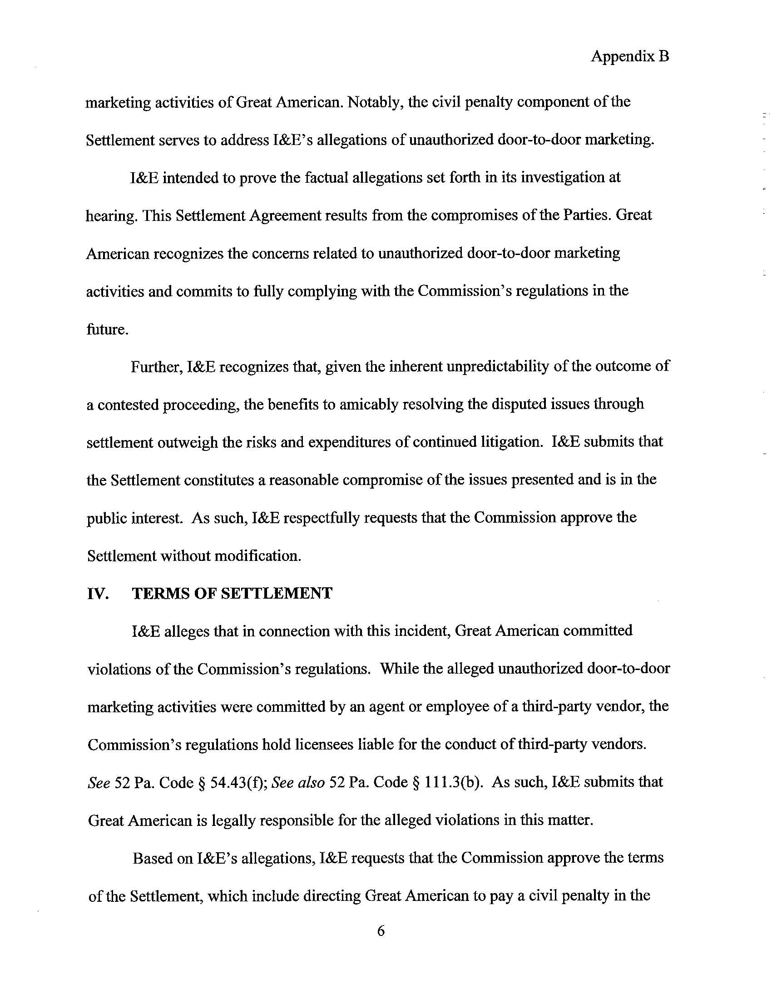 Appendix B
marketing activities of Great American. Notably, the civil penalty component of the
Settlement serves to address I&E’s allegations of unauthorized door-to-door marketing.
I&E intended to prove the factual allegations set forth in its investigation at
hearing. This Settlement Agreement results from the compromises of the Parties. Great
American recognizes the concerns related to unauthorized door-to-door marketing
activities and commits to fully complying with the Commission’s regulations in the
future.
Further, I&E recognizes that, given the inherent unpredictability of the outcome of
a contested proceeding, the benefits to amicably resolving the disputed issues through
settlement outweigh the risks and expenditures of continued litigation.  I&E submits that
the Settlement constitutes a reasonable compromise of the issues presented and is in the
public interest.  As such, I&E respectfully requests that the Commission approve the
Settlement without modification.
IV. TERMS OF SETTLEMENT
I&E alleges that in connection with this incident, Great American committed
violations of the Commission’s regulations.  While the alleged unauthorized door-to-door
marketing activities were committed by an agent or employee of a third-party vendor, the
Commission’s regulations hold licensees liable for the conduct of third-party vendors.
See 52 Pa. Code § 54.43(f); See also 52 Pa. Code § 111.3(b).  As such, I&E submits that
Great American is legally responsible for the alleged violations in this matter.
Based on I&E’s allegations, I&E requests that the Commission approve the terms
of the Settlement, which include directing Great American to pay a civil penalty in the
6